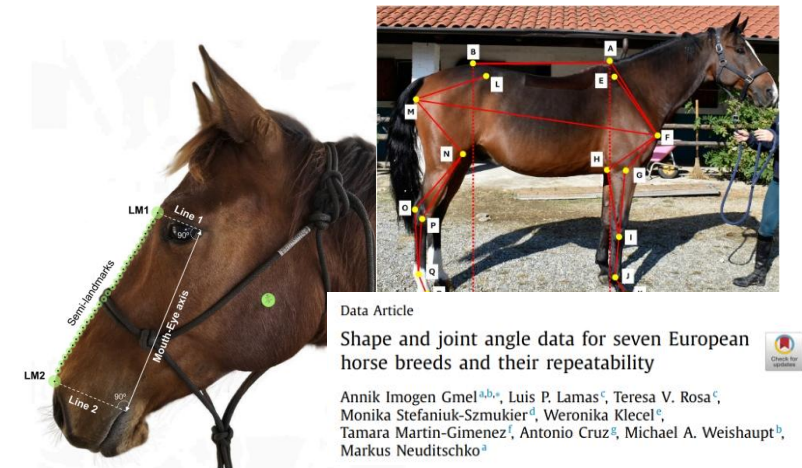 LM1
Line 1
90°
Semi-landmarks
Mouth-Eye axis
LM2
90°
Line 2
B
A
L
E
M
F
N
H
G
O
P
I
Q
J
Data Article
Shape and joint angle data for seven European
horse breeds and their repeatability
Check for
updates
Annik Imogen Gmel a,b,*, Luis P. Lamas c, Teresa V. Rosa c,
Monika Stefaniuk-Szmukier d, Weronika Klecel e,
Tamara Martin-Gimenez f, Antonio Cruz g, Michael A. Weishaupt b,
Markus Neuditschko a